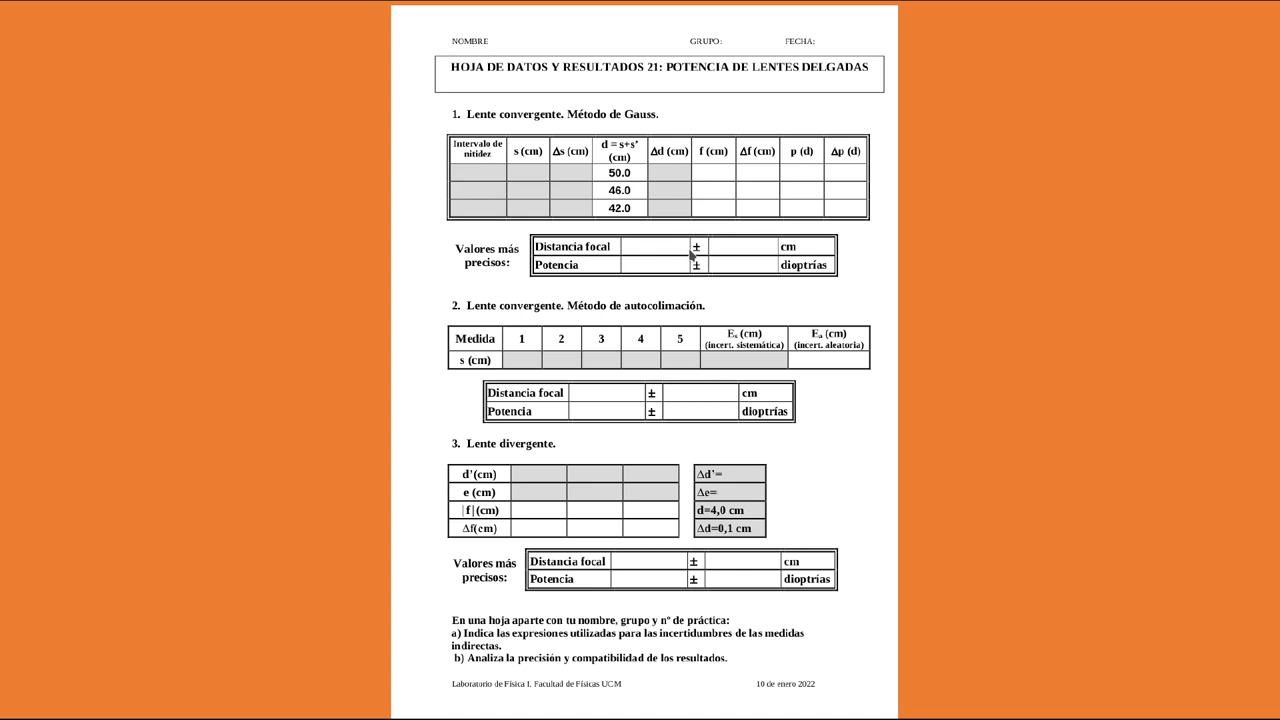 NOMBRE GRUPO: FECHA:
HOJA DE DATOS Y RESULTADOS 21: POTENCIA DE LENTES DELGADAS
1. Lente convergente. Método de Gauss.
Intervalo de nitidez s (cm) Δs (cm) d = s+s’ (cm) Δd (cm) f (cm) Δf (cm) p (d) Δp (d)
50.0
46.0
42.0
Valores más precisos:
Distancia focal ± cm
Potencia ± dioptrías
2. Lente convergente. Método de autocolimación.
Medida 1 2 3 4 5 Es (cm) (incert. sistemática) Ea (cm) (incert. aleatoria)
s (cm)
Distancia focal ± cm
Potencia ± dioptrías
3. Lente divergente.
d’(cm) Δd’=
e (cm) Δe=
|f|(cm) d=4,0 cm
Δf(cm) Δd=0,1 cm
Valores más precisos:
Distancia focal ± cm
Potencia ± dioptrías
En una hoja aparte con tu nombre, grupo y nº de práctica:
a) Indica las expresiones utilizadas para las incertidumbres de las medidas
indirectas.
b) Analiza la precisión y compatibilidad de los resultados.
Laboratorio de Física I. Facultad de Físicas UCM 10 de enero 2022